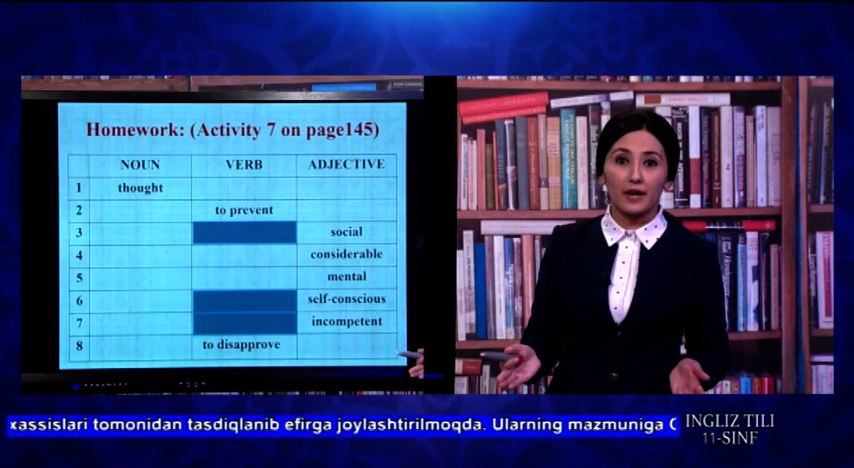 Homework: (Activity 7 on page145)
NOUN VERB ADJECTIVE
1 thought
2 to prevent
3 social
4 considerable
5 mental
6 self-conscious
7 incompetent
8 to disapprove
xassislari tomonidan tasdiqlanib efirga joylashtirilmoqda. Ularning mazmuniga
INGLIZ TILI
11-SINF